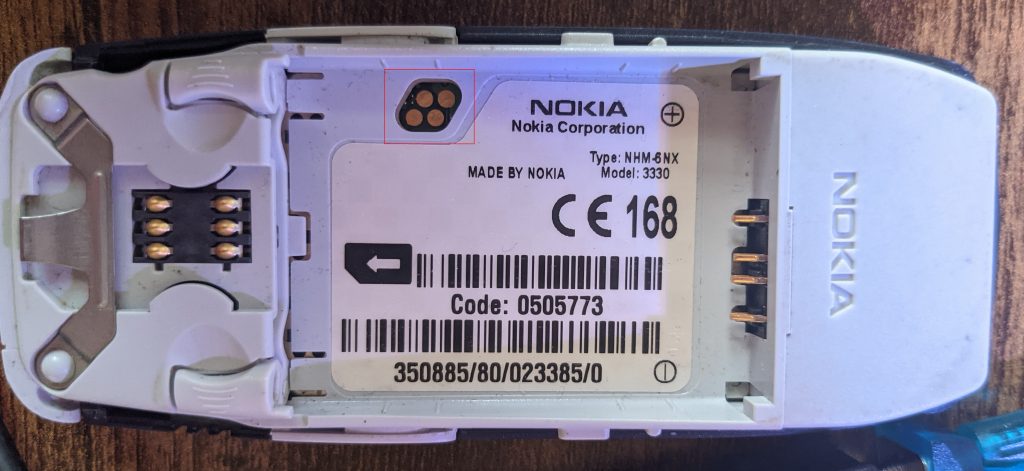 NOKIA
Nokia Corporation
Type: NHM-6NX
MADE BY NOKIA Model: 3330
CE 168
Code: 0505773
350885/80/023385/0
NOKIA